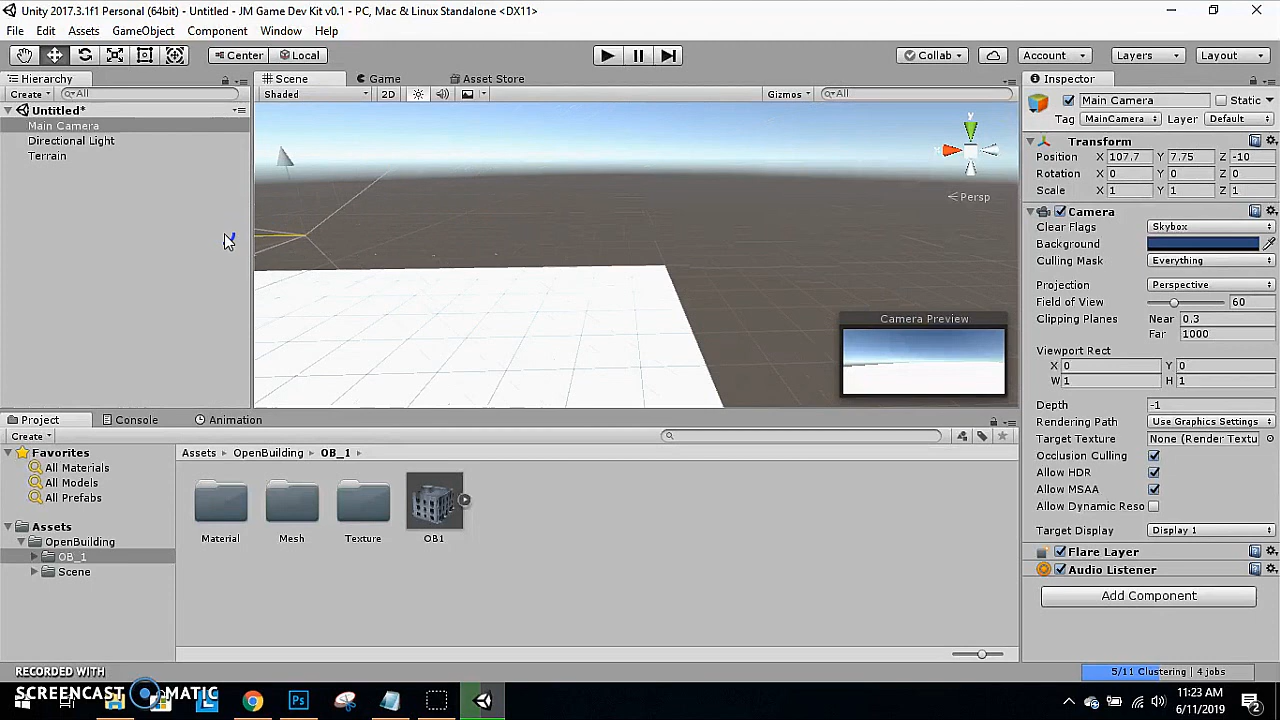 Unity 2017.3.1f1 Personal (64bit) - Untitled - JM Game Dev Kit v0.1 - PC, Mac & Linux Standalone <DX11>
File Edit Assets GameObject Component Window Help
Center Local Collab Account Layers Layout
Hierarchy
Create All
Untitled*
Main Camera
Directional Light
Terrain
Scene Game Asset Store
Shaded 2D Gizmos All
y
Persp
Camera Preview
Inspector
Main Camera Static
Tag MainCamera Layer Default
Transform
Position X 107.7 Y 7.75 Z -10
Rotation X 0 Y 0 Z 0
Scale X 1 Y 1 Z 1
Camera
Clear Flags Skybox
Background
Culling Mask Everything
Projection Perspective
Field of View 60
Clipping Planes Near 0.3
Far 1000
Viewport Rect
X 0 Y 0
W 1 H 1
Depth -1
Rendering Path Use Graphics Settings
Target Texture None (Render Textu
Occlusion Culling
Allow HDR
Allow MSAA
Allow Dynamic Reso
Target Display Display 1
Flare Layer
Audio Listener
Add Component
Project Console Animation
Create
Favorites
All Materials
All Models
All Prefabs
Assets
OpenBuilding
OB_1
Scene
Assets OpenBuilding OB_1
Material Mesh Texture OB1
5/11 Clustering | 4 jobs
RECORDED WITH
SCREENCAST MATIC
Ps
11:23 AM
6/11/2019
2